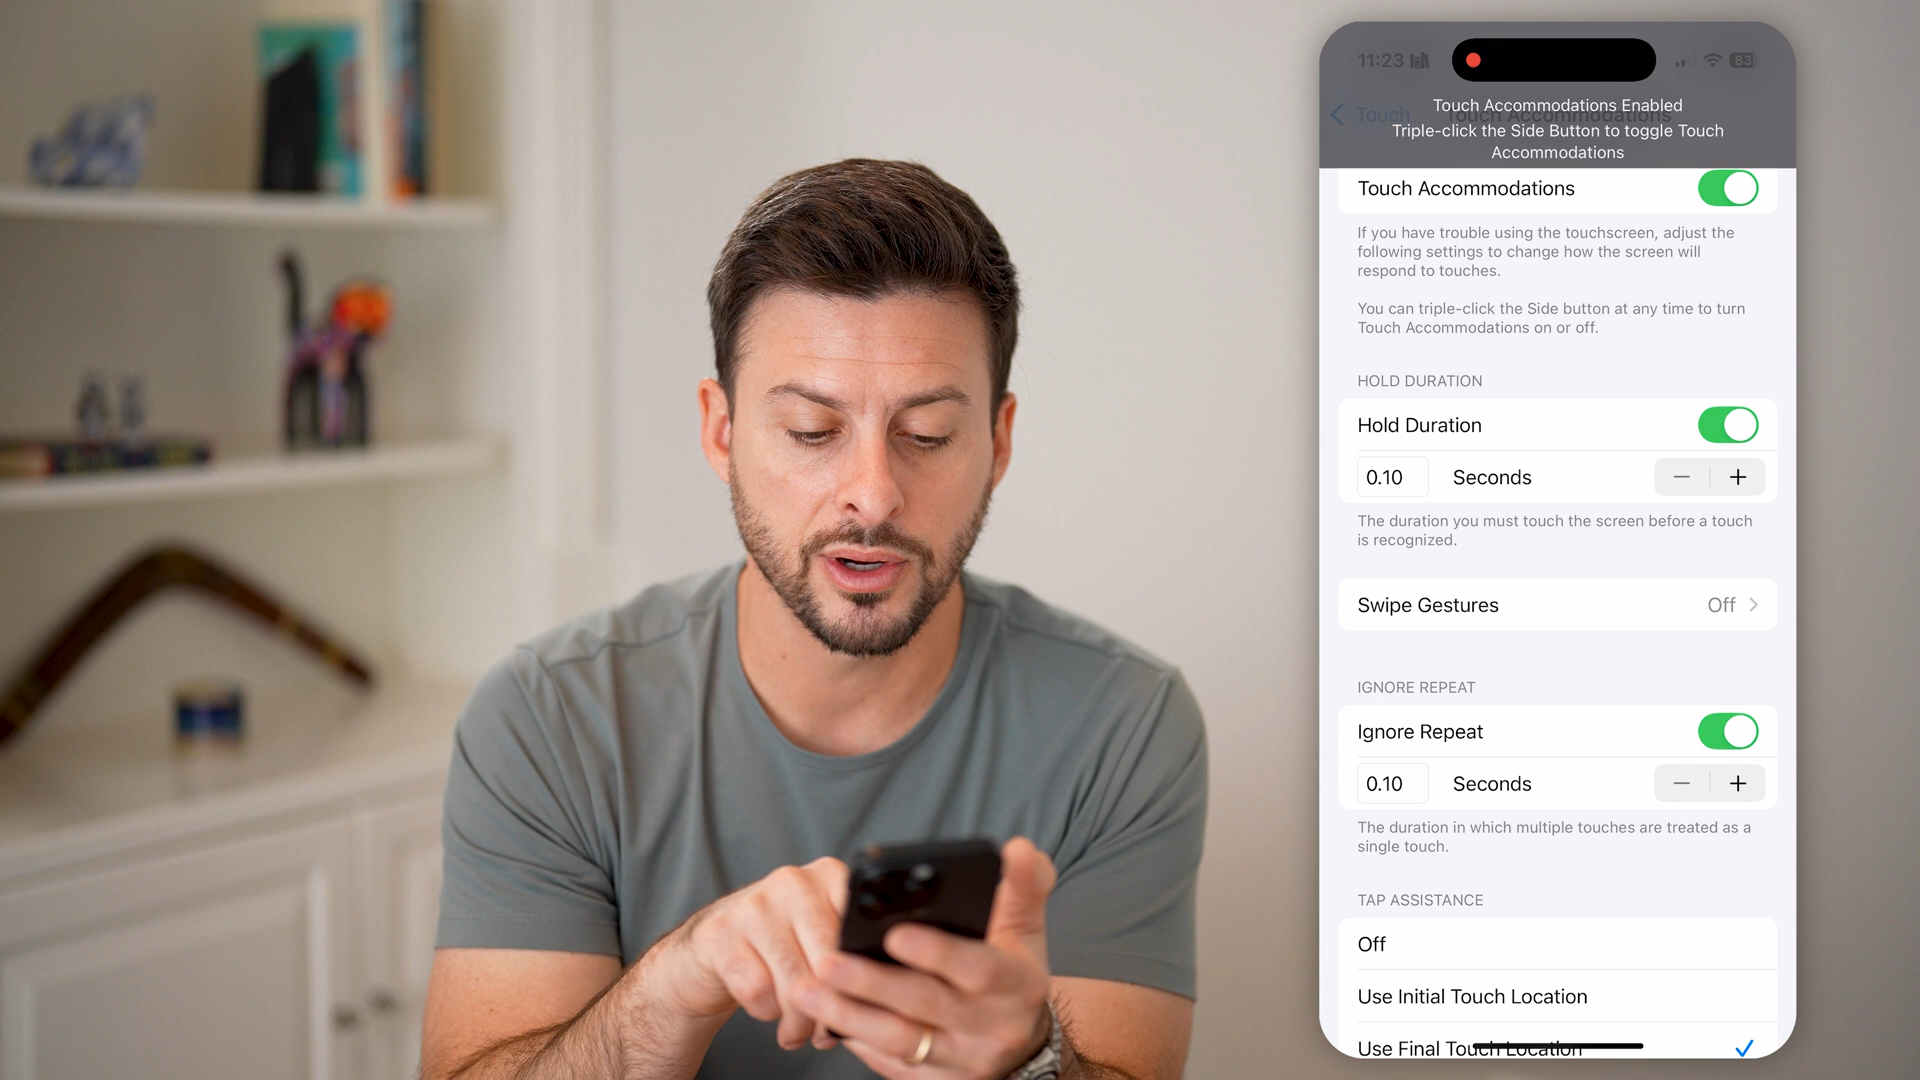 11:23
83
Touch Accommodations Enabled
Touch
Touch Accommodations
Triple-click the Side Button to toggle Touch
Accommodations
Touch Accommodations
If you have trouble using the touchscreen, adjust the
following settings to change how the screen will
respond to touches.
You can triple-click the Side button at any time to turn
Touch Accommodations on or off.
HOLD DURATION
Hold Duration
0.10 Seconds − +
The duration you must touch the screen before a touch
is recognized.
Swipe Gestures Off
IGNORE REPEAT
Ignore Repeat
0.10 Seconds − +
The duration in which multiple touches are treated as a
single touch.
TAP ASSISTANCE
Off
Use Initial Touch Location
Use Final Touch Location